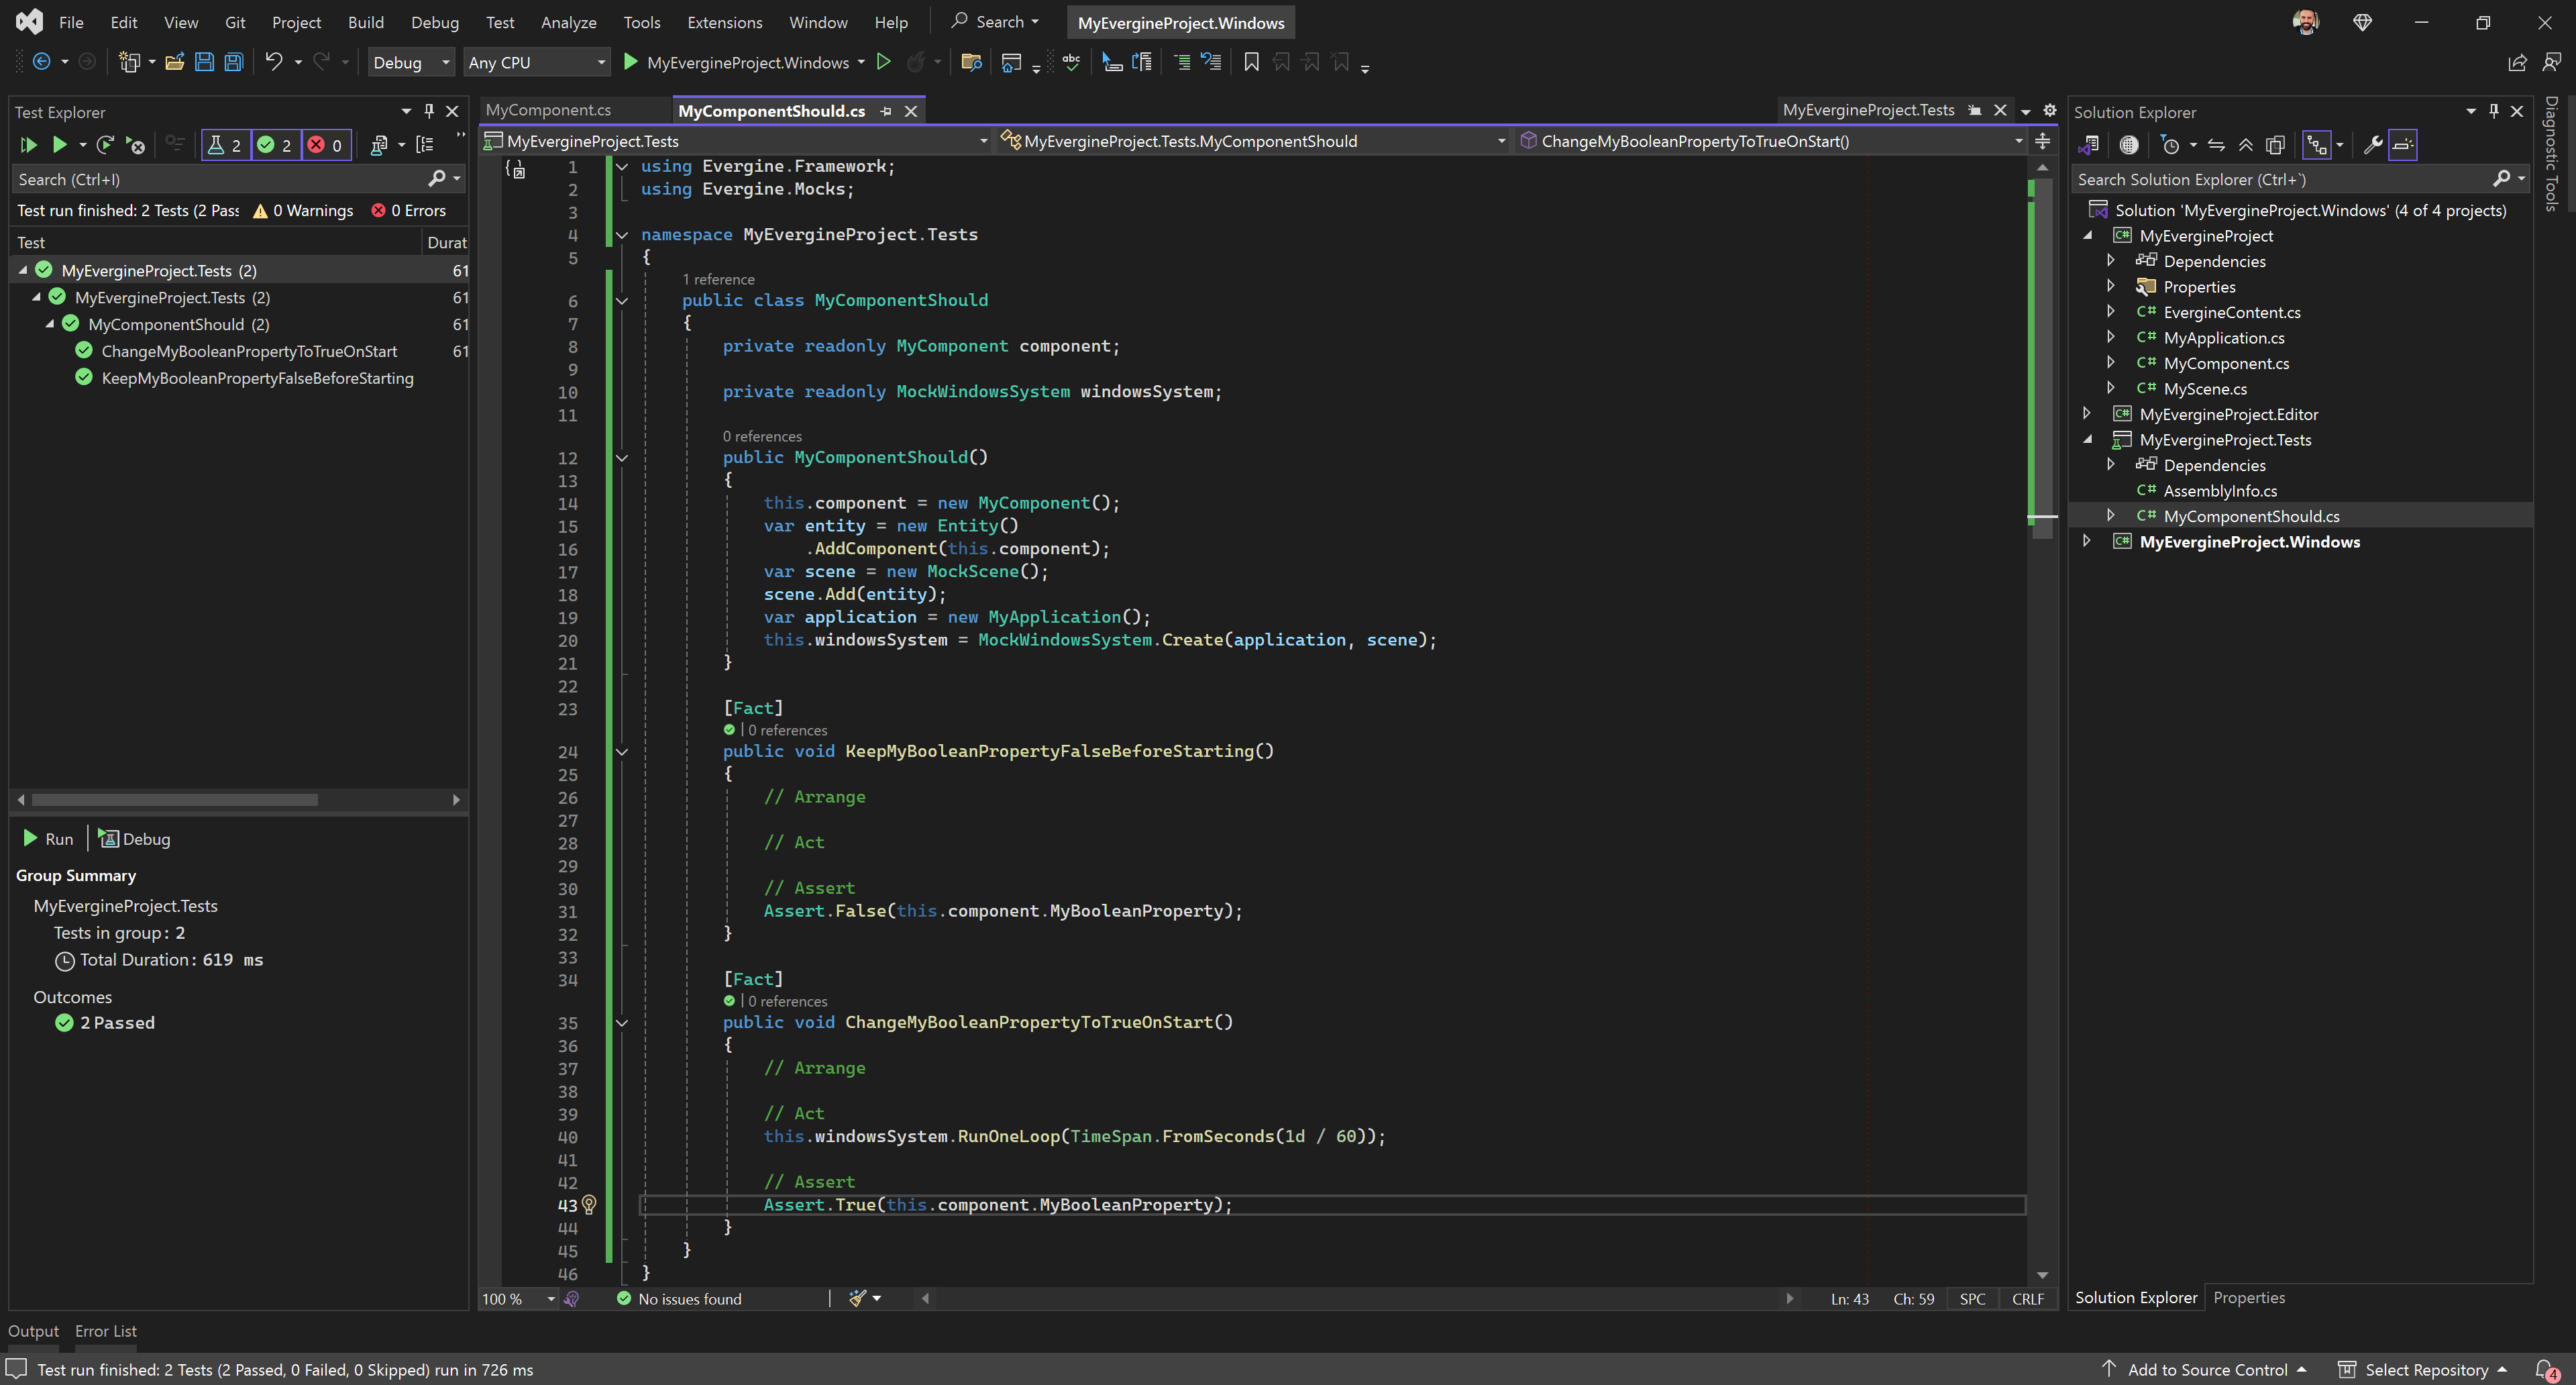 File Edit View Git Project Build Debug Test Analyze Tools Extensions Window Help Search MyEvergineProject.Windows
Debug Any CPU MyEvergineProject.Windows abc
Test Explorer
2 2 0
Search (Ctrl+I)
Test run finished: 2 Tests (2 Pass 0 Warnings 0 Errors
Test Durat
MyEvergineProject.Tests (2) 61
MyEvergineProject.Tests (2) 61
MyComponentShould (2) 61
ChangeMyBooleanPropertyToTrueOnStart 61
KeepMyBooleanPropertyFalseBeforeStarting
Run Debug
Group Summary
MyEvergineProject.Tests
Tests in group: 2
Total Duration: 619 ms
Outcomes
2 Passed
MyComponent.cs MyComponentShould.cs MyEvergineProject.Tests
MyEvergineProject.Tests MyEvergineProject.Tests.MyComponentShould ChangeMyBooleanPropertyToTrueOnStart()
1 using Evergine.Framework;
2 using Evergine.Mocks;
3
4 namespace MyEvergineProject.Tests
5 {
1 reference
6 public class MyComponentShould
7 {
8 private readonly MyComponent component;
9
10 private readonly MockWindowsSystem windowsSystem;
11
0 references
12 public MyComponentShould()
13 {
14 this.component = new MyComponent();
15 var entity = new Entity()
16 .AddComponent(this.component);
17 var scene = new MockScene();
18 scene.Add(entity);
19 var application = new MyApplication();
20 this.windowsSystem = MockWindowsSystem.Create(application, scene);
21 }
22
23 [Fact]
| 0 references
24 public void KeepMyBooleanPropertyFalseBeforeStarting()
25 {
26 // Arrange
27
28 // Act
29
30 // Assert
31 Assert.False(this.component.MyBooleanProperty);
32 }
33
34 [Fact]
| 0 references
35 public void ChangeMyBooleanPropertyToTrueOnStart()
36 {
37 // Arrange
38
39 // Act
40 this.windowsSystem.RunOneLoop(TimeSpan.FromSeconds(1d / 60));
41
42 // Assert
43 Assert.True(this.component.MyBooleanProperty);
44 }
45 }
46 }
100 % No issues found Ln: 43 Ch: 59 SPC CRLF
Solution Explorer
Search Solution Explorer (Ctrl+`)
Solution 'MyEvergineProject.Windows' (4 of 4 projects)
C# MyEvergineProject
Dependencies
Properties
C# EvergineContent.cs
C# MyApplication.cs
C# MyComponent.cs
C# MyScene.cs
C# MyEvergineProject.Editor
MyEvergineProject.Tests
Dependencies
C# AssemblyInfo.cs
C# MyComponentShould.cs
C# MyEvergineProject.Windows
Solution Explorer Properties
Diagnostic Tools
Output Error List
Test run finished: 2 Tests (2 Passed, 0 Failed, 0 Skipped) run in 726 ms Add to Source Control Select Repository 4